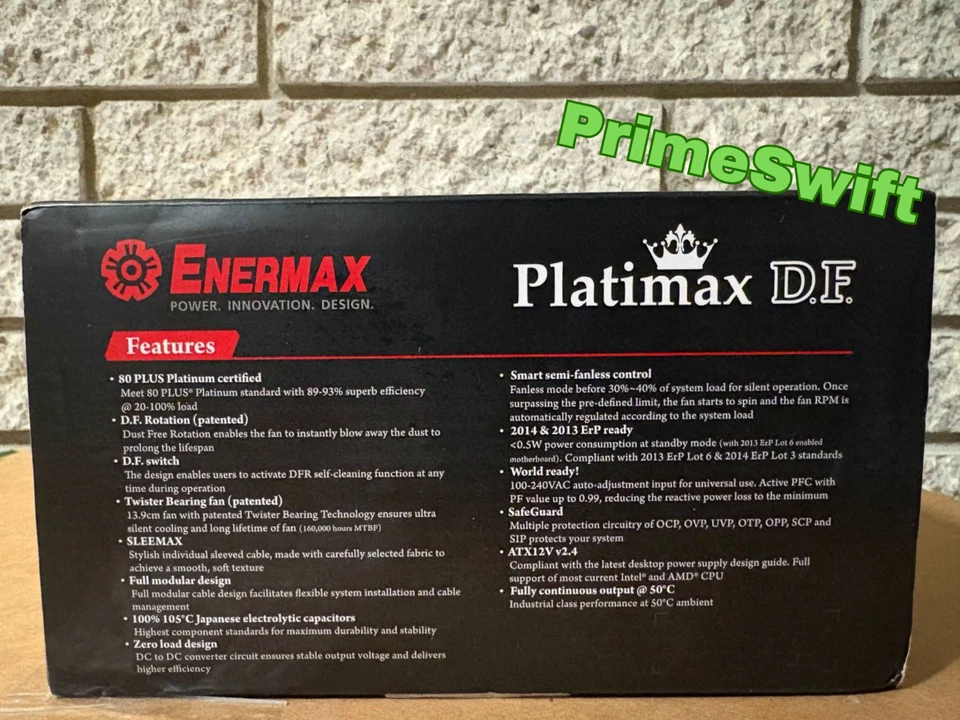 PrimeSwift
ENERMAX
POWER. INNOVATION. DESIGN.
Platimax D.F.
Features
• 80 PLUS Platinum certified
Meet 80 PLUS® Platinum standard with 89-93% superb efficiency
@ 20-100% load
• D.F. Rotation (patented)
Dust Free Rotation enables the fan to instantly blow away the dust to
prolong the lifespan
• D.F. switch
The design enables users to activate DFR self-cleaning function at any
time during operation
• Twister Bearing fan (patented)
13.9cm fan with patented Twister Bearing Technology ensures ultra
silent cooling and long lifetime of fan (160,000 hours MTBF)
• SLEEMAX
Stylish individual sleeved cable, made with carefully selected fabric to
achieve a smooth, soft texture
• Full modular design
Full modular cable design facilitates flexible system installation and cable
management
• 100% 105°C Japanese electrolytic capacitors
Highest component standards for maximum durability and stability
• Zero load design
DC to DC converter circuit ensures stable output voltage and delivers
higher efficiency
• Smart semi-fanless control
Fanless mode before 30%~40% of system load for silent operation. Once
surpassing the pre-defined limit, the fan starts to spin and the fan RPM is
automatically regulated according to the system load
• 2014 & 2013 ErP ready
<0.5W power consumption at standby mode (with 2013 ErP Lot 6 enabled
motherboard). Compliant with 2013 ErP Lot 6 & 2014 ErP Lot 3 standards
• World ready!
100-240VAC auto-adjustment input for universal use. Active PFC with
PF value up to 0.99, reducing the reactive power loss to the minimum
• SafeGuard
Multiple protection circuitry of OCP, OVP, UVP, OTP, OPP, SCP and
SIP protects your system
• ATX12V v2.4
Compliant with the latest desktop power supply design guide. Full
support of most current Intel® and AMD® CPU
• Fully continuous output @ 50°C
Industrial class performance at 50°C ambient